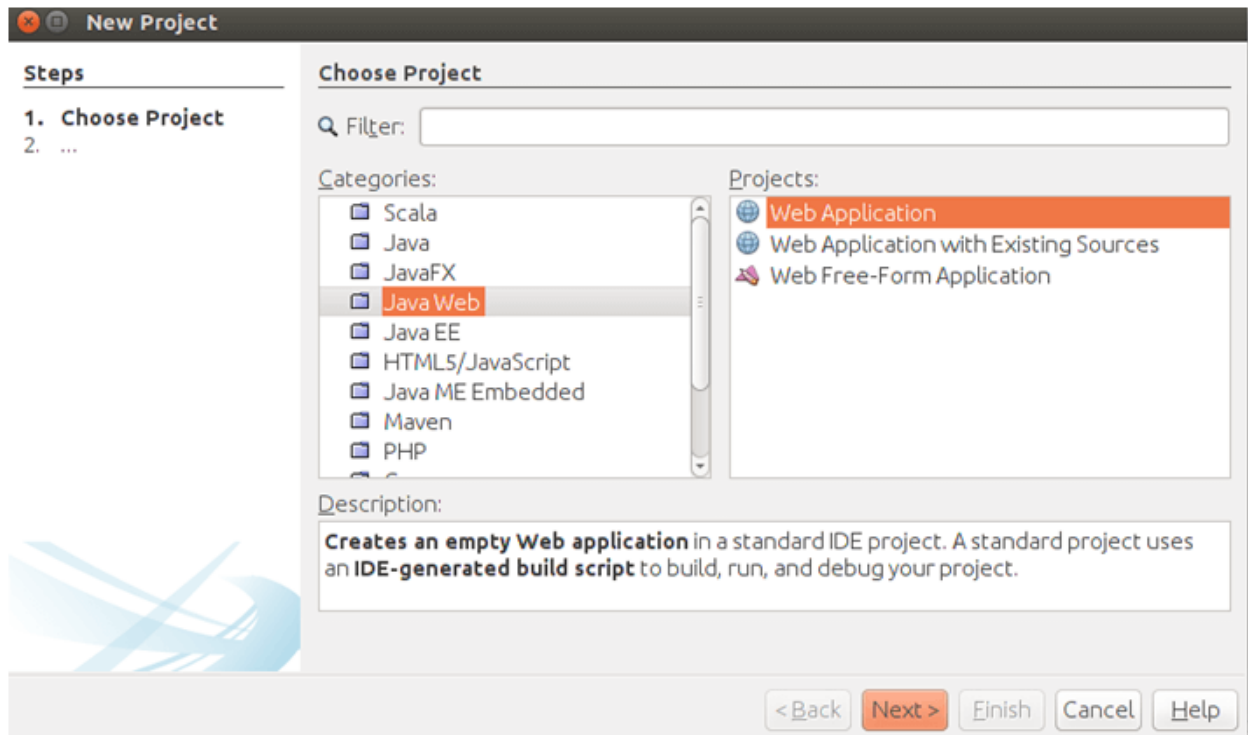 New Project
Steps
1. Choose Project
2. ...
Choose Project
Filter:
Categories:
Scala
Java
JavaFX
Java Web
Java EE
HTML5/JavaScript
Java ME Embedded
Maven
PHP
Projects:
Web Application
Web Application with Existing Sources
Web Free-Form Application
Description:
Creates an empty Web application in a standard IDE project. A standard project uses
an IDE-generated build script to build, run, and debug your project.
< Back
Next >
Finish
Cancel
Help